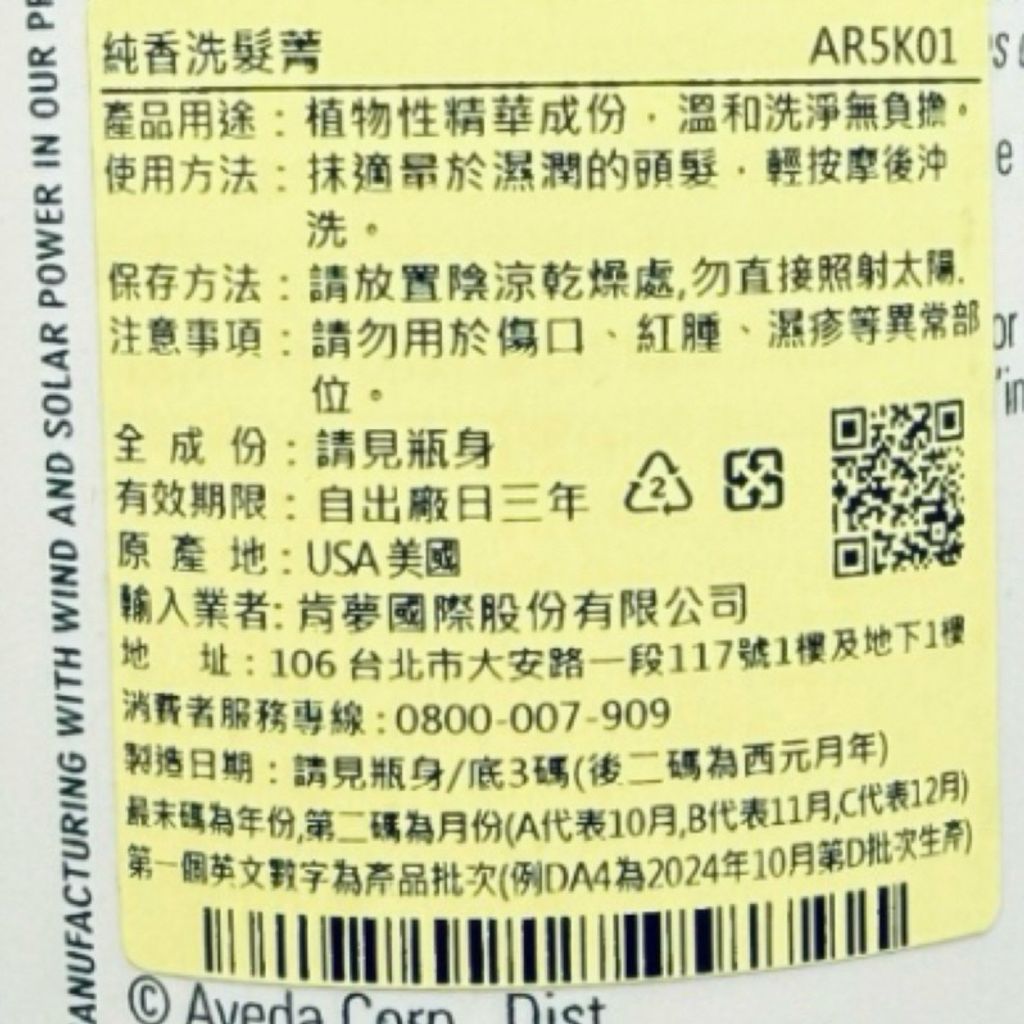 純香洗髮菁 AR5K01
產品用途：植物性精華成份，溫和洗淨無負擔。
使用方法：抹適量於濕潤的頭髮，輕按摩後沖
洗。
保存方法：請放置陰涼乾燥處,勿直接照射太陽.
注意事項：請勿用於傷口、紅腫、濕疹等異常部
位。
全 成 份：請見瓶身
有效期限：自出廠日三年
2
原 產 地：USA 美國
輸入業者：肯夢國際股份有限公司
地 址：106 台北市大安路一段117號1樓及地下1樓
消費者服務專線：0800-007-909
製造日期：請見瓶身/底3碼(後二碼為西元月年)
最末碼為年份,第二碼為月份(A代表10月,B代表11月,C代表12月)
第一個英文數字為產品批次(例DA4為2024年10月第D批次生產)
ANUFACTURING WITH WIND AND SOLAR POWER IN OUR
© Aveda Corp., Dist.